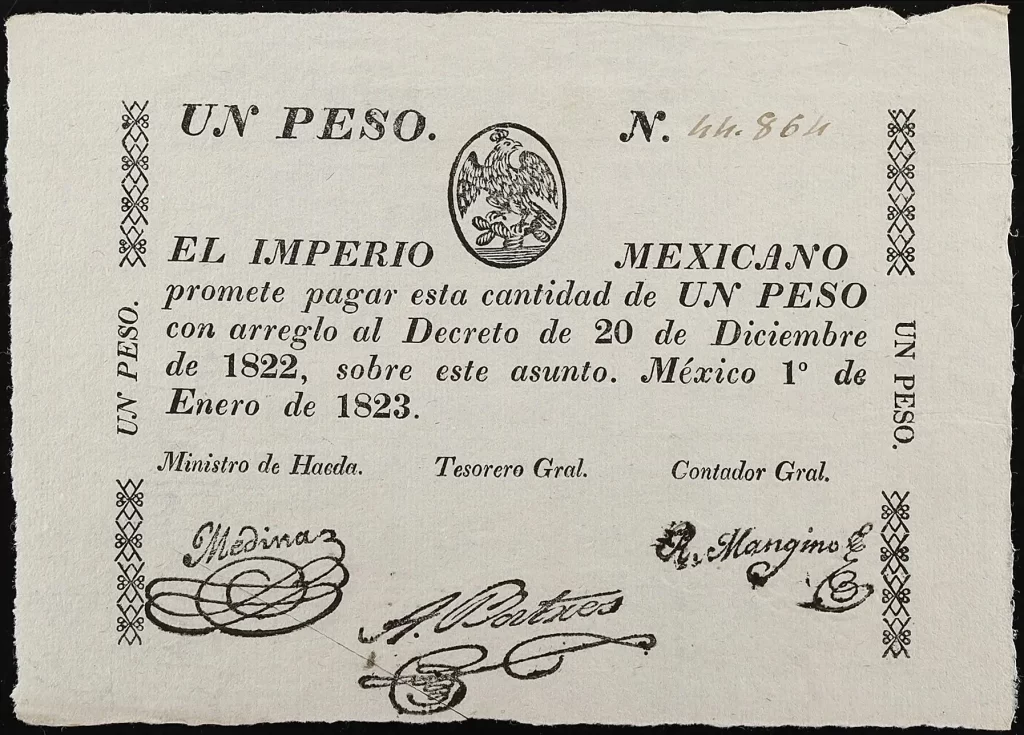 UN PESO. N. 44.864
EL IMPERIO MEXICANO
promete pagar esta cantidad de UN PESO
con arreglo al Decreto de 20 de Diciembre
de 1822, sobre este asunto. México 1º de
Enero de 1823.
UN PESO.
UN PESO.
Ministro de Hacda. Tesorero Gral. Contador Gral.
Medina
R. Mangino
A. Batres